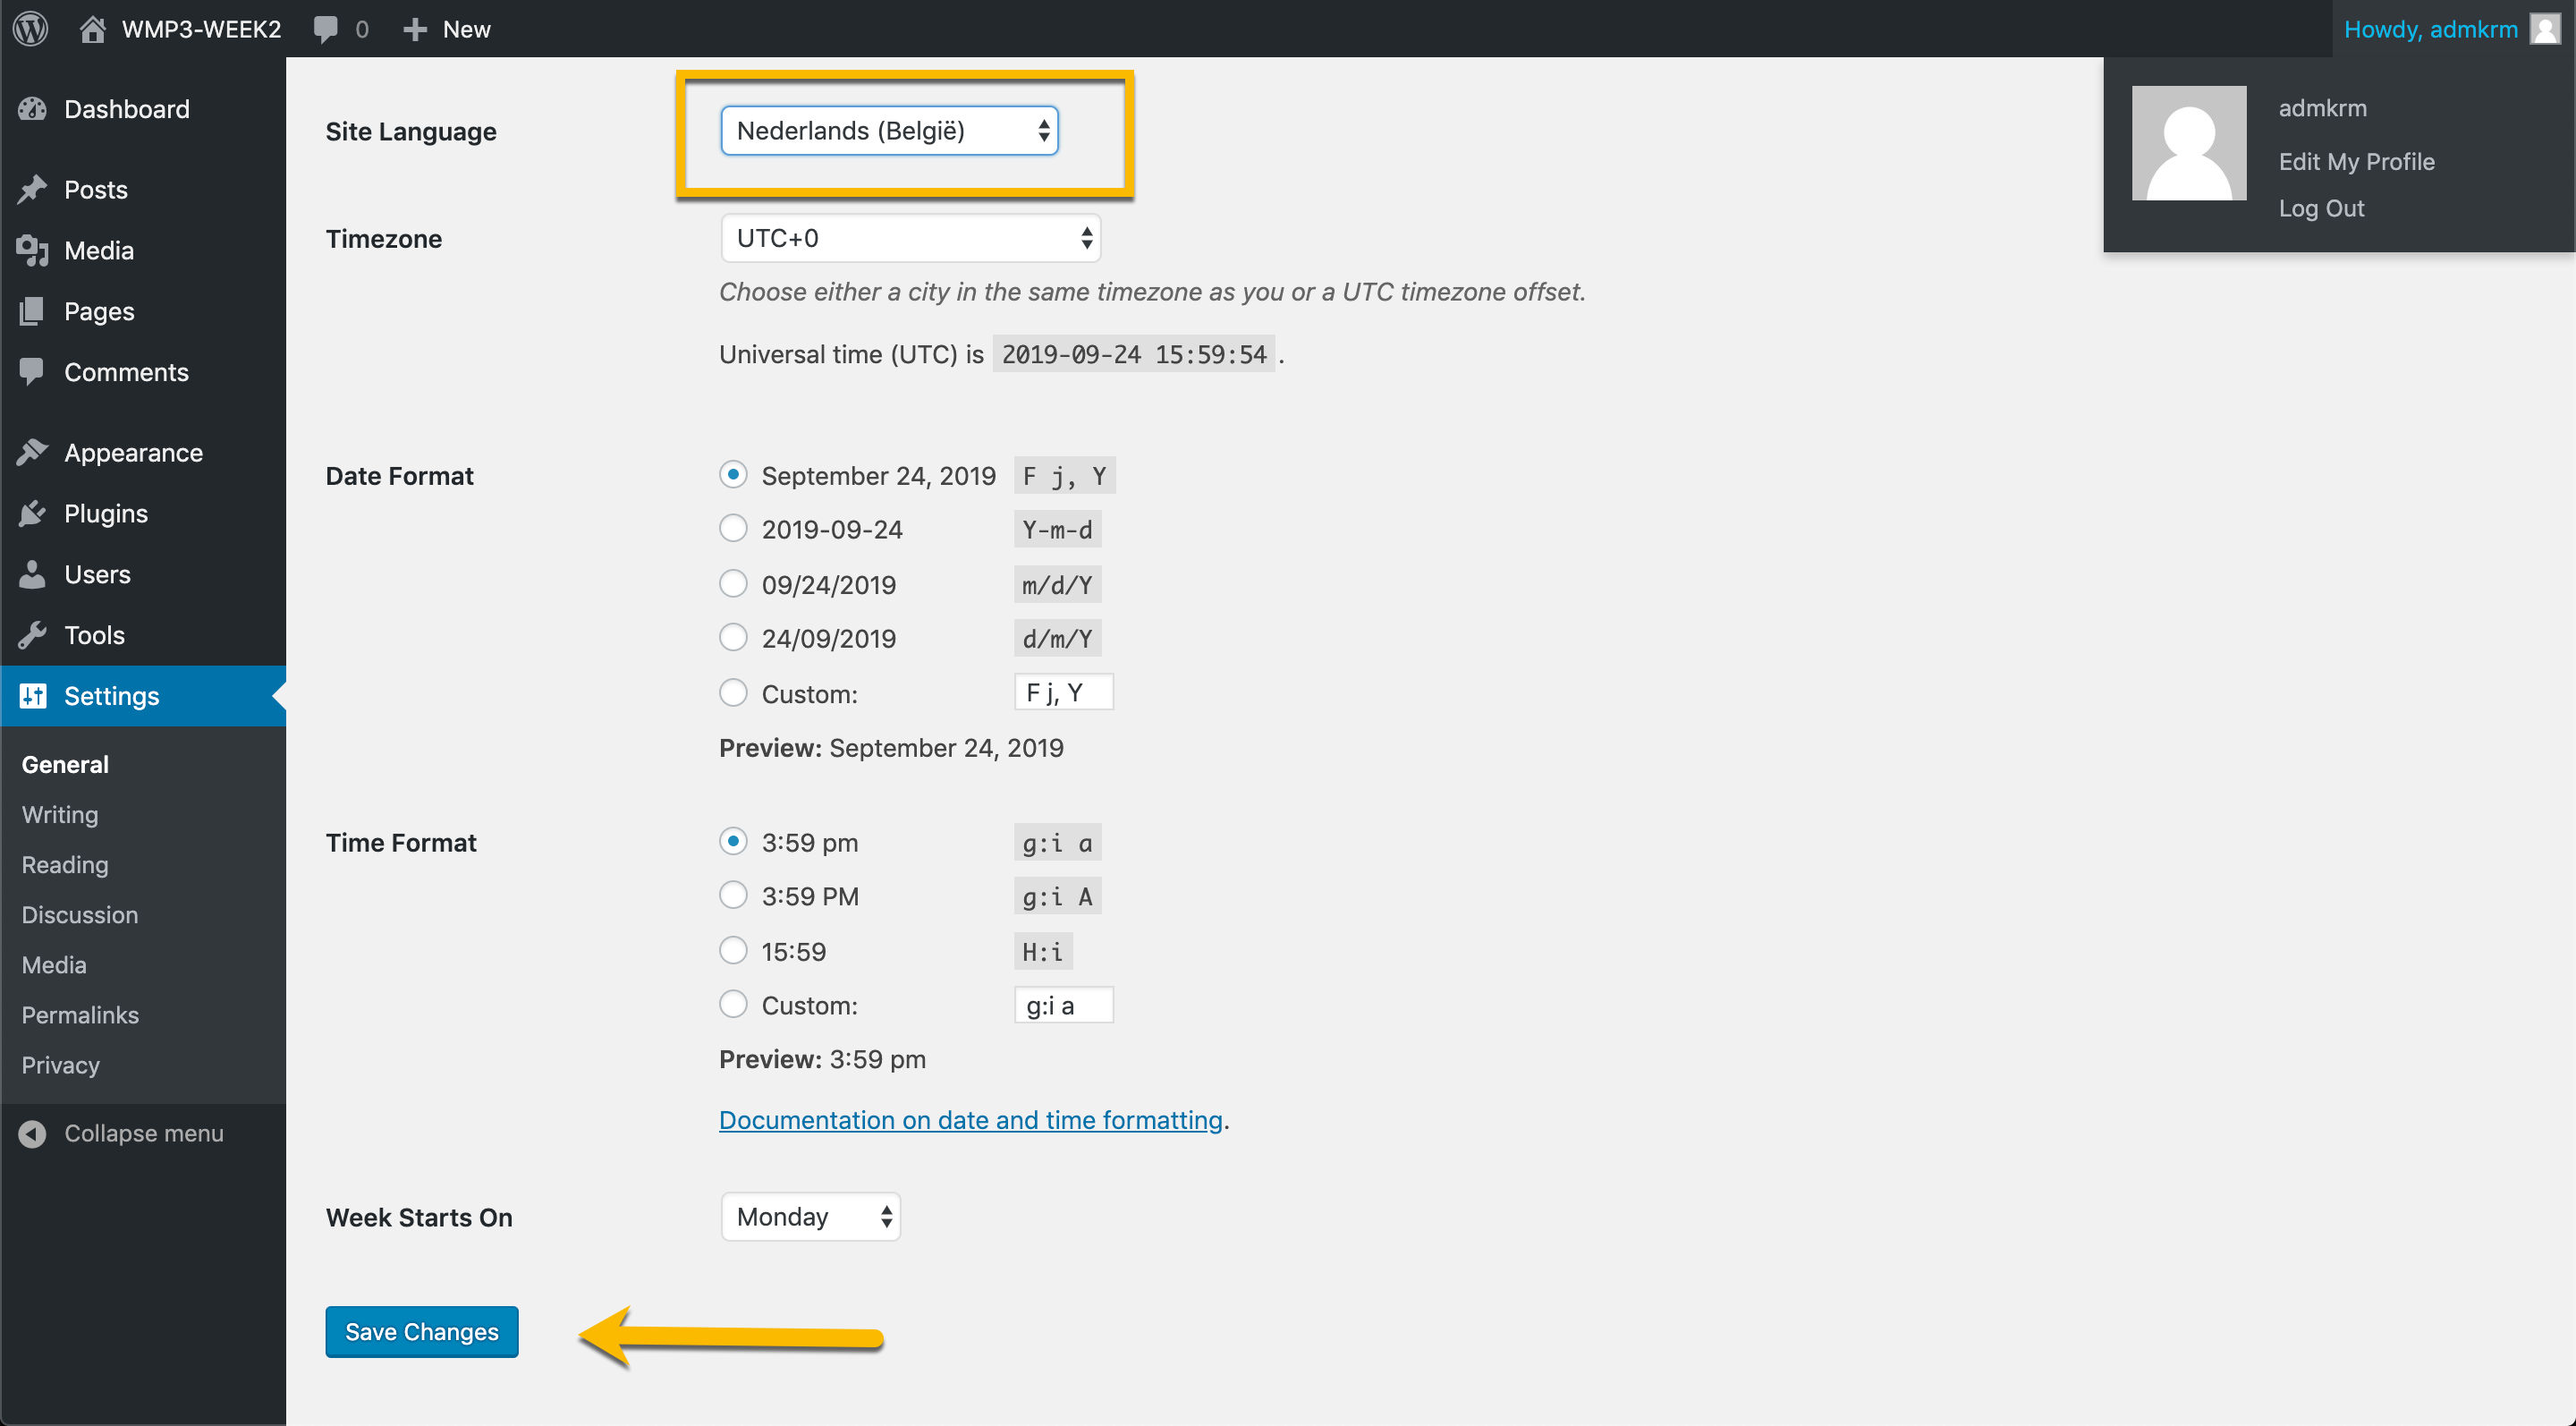 WMP3-WEEK2 0 New Howdy, admkrm
admkrm
Edit My Profile
Log Out
Dashboard
Posts
Media
Pages
Comments
Appearance
Plugins
Users
Tools
Settings
General
Writing
Reading
Discussion
Media
Permalinks
Privacy
Collapse menu
Site Language Nederlands (België)
Timezone UTC+0
Choose either a city in the same timezone as you or a UTC timezone offset.
Universal time (UTC) is 2019-09-24 15:59:54 .
Date Format September 24, 2019 F j, Y
2019-09-24 Y-m-d
09/24/2019 m/d/Y
24/09/2019 d/m/Y
Custom: F j, Y
Preview: September 24, 2019
Time Format 3:59 pm g:i a
3:59 PM g:i A
15:59 H:i
Custom: g:i a
Preview: 3:59 pm
Documentation on date and time formatting.
Week Starts On Monday
Save Changes